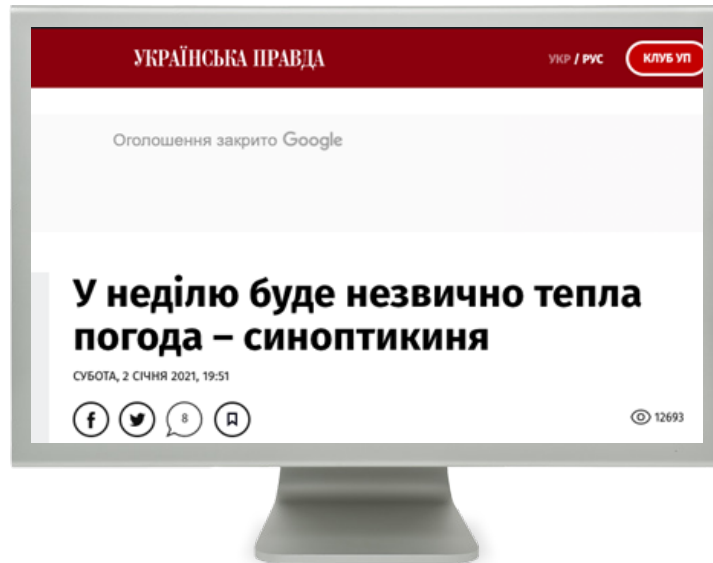 УКРАЇНСЬКА ПРАВДА
УКР / РУС
КЛУБ УП
Оголошення закрито Google
У неділю буде незвично тепла
погода – синоптикиня
СУБОТА, 2 СІЧНЯ 2021, 19:51
8
12693